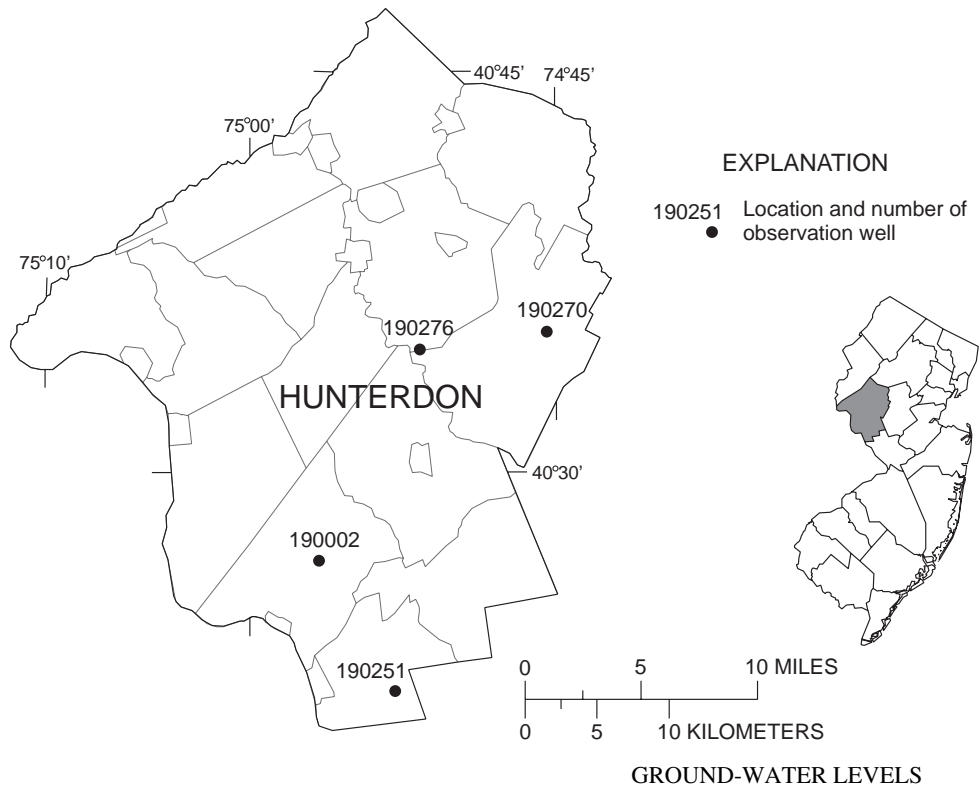 40°45’
74°45’
75°00’
EXPLANATION
190251 Location and number of
observation well
75°10’
190270
190276
HUNTERDON
40°30’
190002
190251
0 5 10 MILES
0 5 10 KILOMETERS
GROUND-WATER LEVELS